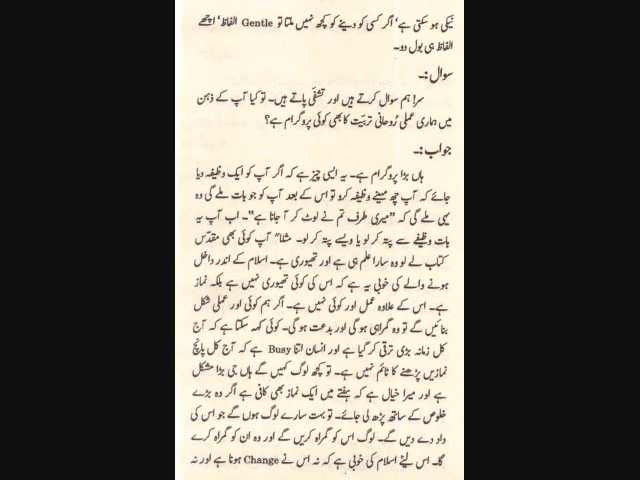 نیکی ہو سکتی ہے' اگر کسی کو دینے کو کچھ نہیں ملتا تو Gentle الفاظ' اچھے
الفاظ ہی بول دو۔
سوال :۔
سر! ہم سوال کرتے ہیں اور تشفّی پاتے ہیں۔ تو کیا آپ کے ذہن
میں ہماری عملی رُوحانی تربیّت کا بھی کوئی پروگرام ہے؟
جواب :۔
ہاں بڑا پروگرام ہے۔ یہ ایسی چیز ہے کہ اگر آپ کو ایک وظیفہ دیا
جائے کہ آپ چھ مہینے وظیفہ کرو تو اس کے بعد آپ کو جو بات ملے گی وہ
یہی ملے گی کہ "میری طرف تم نے لوٹ کر آ جانا ہے"۔ اب آپ یہ
بات وظیفے سے پتہ کر لو یا ویسے پتہ کر لو۔ مثلا" آپ کوئی بھی مقدّس
کتاب لے لو وہ سارا علم ہی ہے اور تھیوری ہے۔ اسلام کے اندر داخل
ہونے والے کی خوبی یہ ہے کہ اس کی کوئی تھیوری نہیں ہے بلکہ نماز
ہے۔ اس کے علاوہ عمل اور کوئی نہیں ہے۔ اگر ہم کوئی اور عملی شکل
بنائیں گے تو وہ گمراہی ہو گی اور بدعت ہو گی۔ کوئی کہہ سکتا ہے کہ آج
کل زمانہ بڑی ترقی کر گیا ہے اور انسان اتنا Busy ہے کہ آج کل پانچ
نمازیں پڑھنے کا ٹائم نہیں ہے۔ تو کچھ لوگ کہیں گے ہاں جی بڑا مشکل
ہے اور میرا خیال ہے کہ ہفتے میں ایک نماز بھی کافی ہے اگر وہ بڑے
خلوص کے ساتھ پڑھ لی جائے۔ تو بہت سارے لوگ ہوں گے جو اس کی
داد دے دیں گے۔ لوگ اس کو گمراہ کریں گے اور وہ ان کو گمراہ کرے
گا۔ اس لیئے اسلام کی خوبی ہے کہ نہ اس نے Change ہونا ہے اور نہ